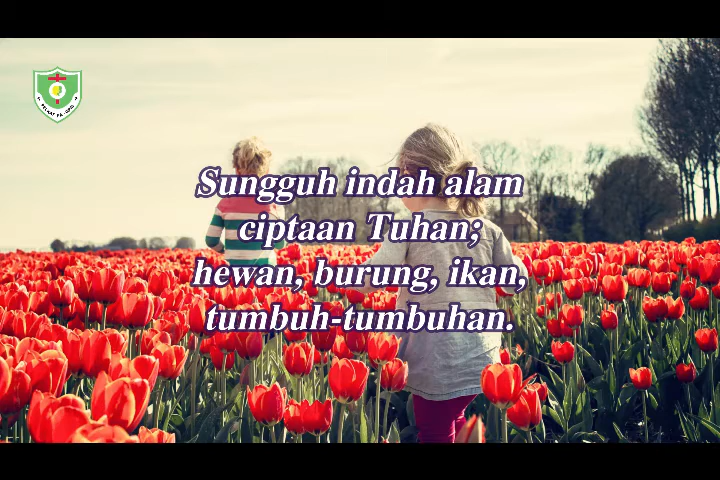 Sungguh indah alam
ciptaan Tuhan;
hewan, burung, ikan,
tumbuh-tumbuhan.